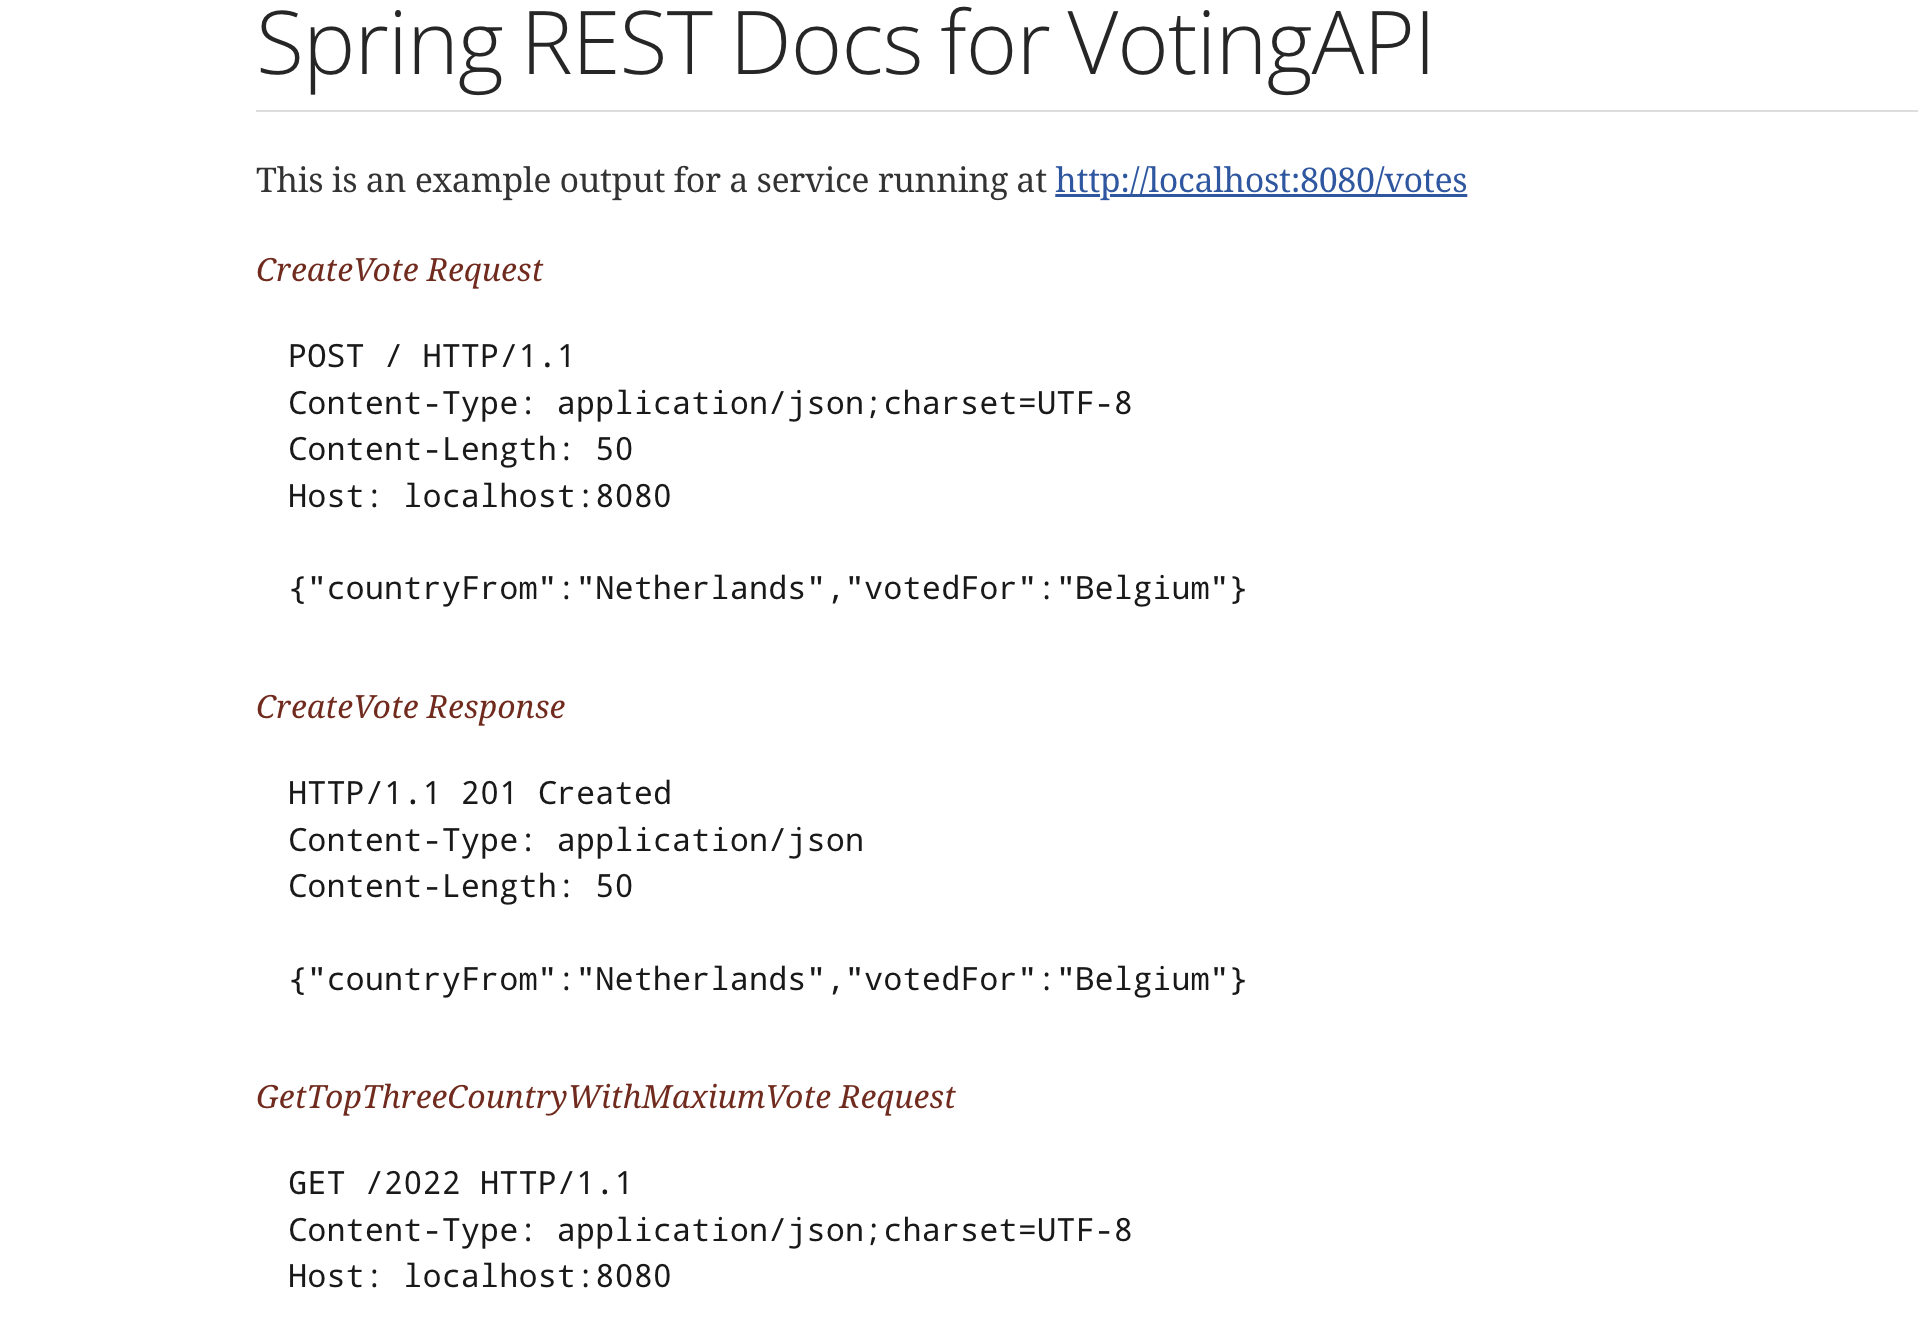 Spring REST Docs for VotingAPI
This is an example output for a service running at http://localhost:8080/votes
CreateVote Request
POST / HTTP/1.1
Content-Type: application/json;charset=UTF-8
Content-Length: 50
Host: localhost:8080
{"countryFrom":"Netherlands","votedFor":"Belgium"}
CreateVote Response
HTTP/1.1 201 Created
Content-Type: application/json
Content-Length: 50
{"countryFrom":"Netherlands","votedFor":"Belgium"}
GetTopThreeCountryWithMaxiumVote Request
GET /2022 HTTP/1.1
Content-Type: application/json;charset=UTF-8
Host: localhost:8080